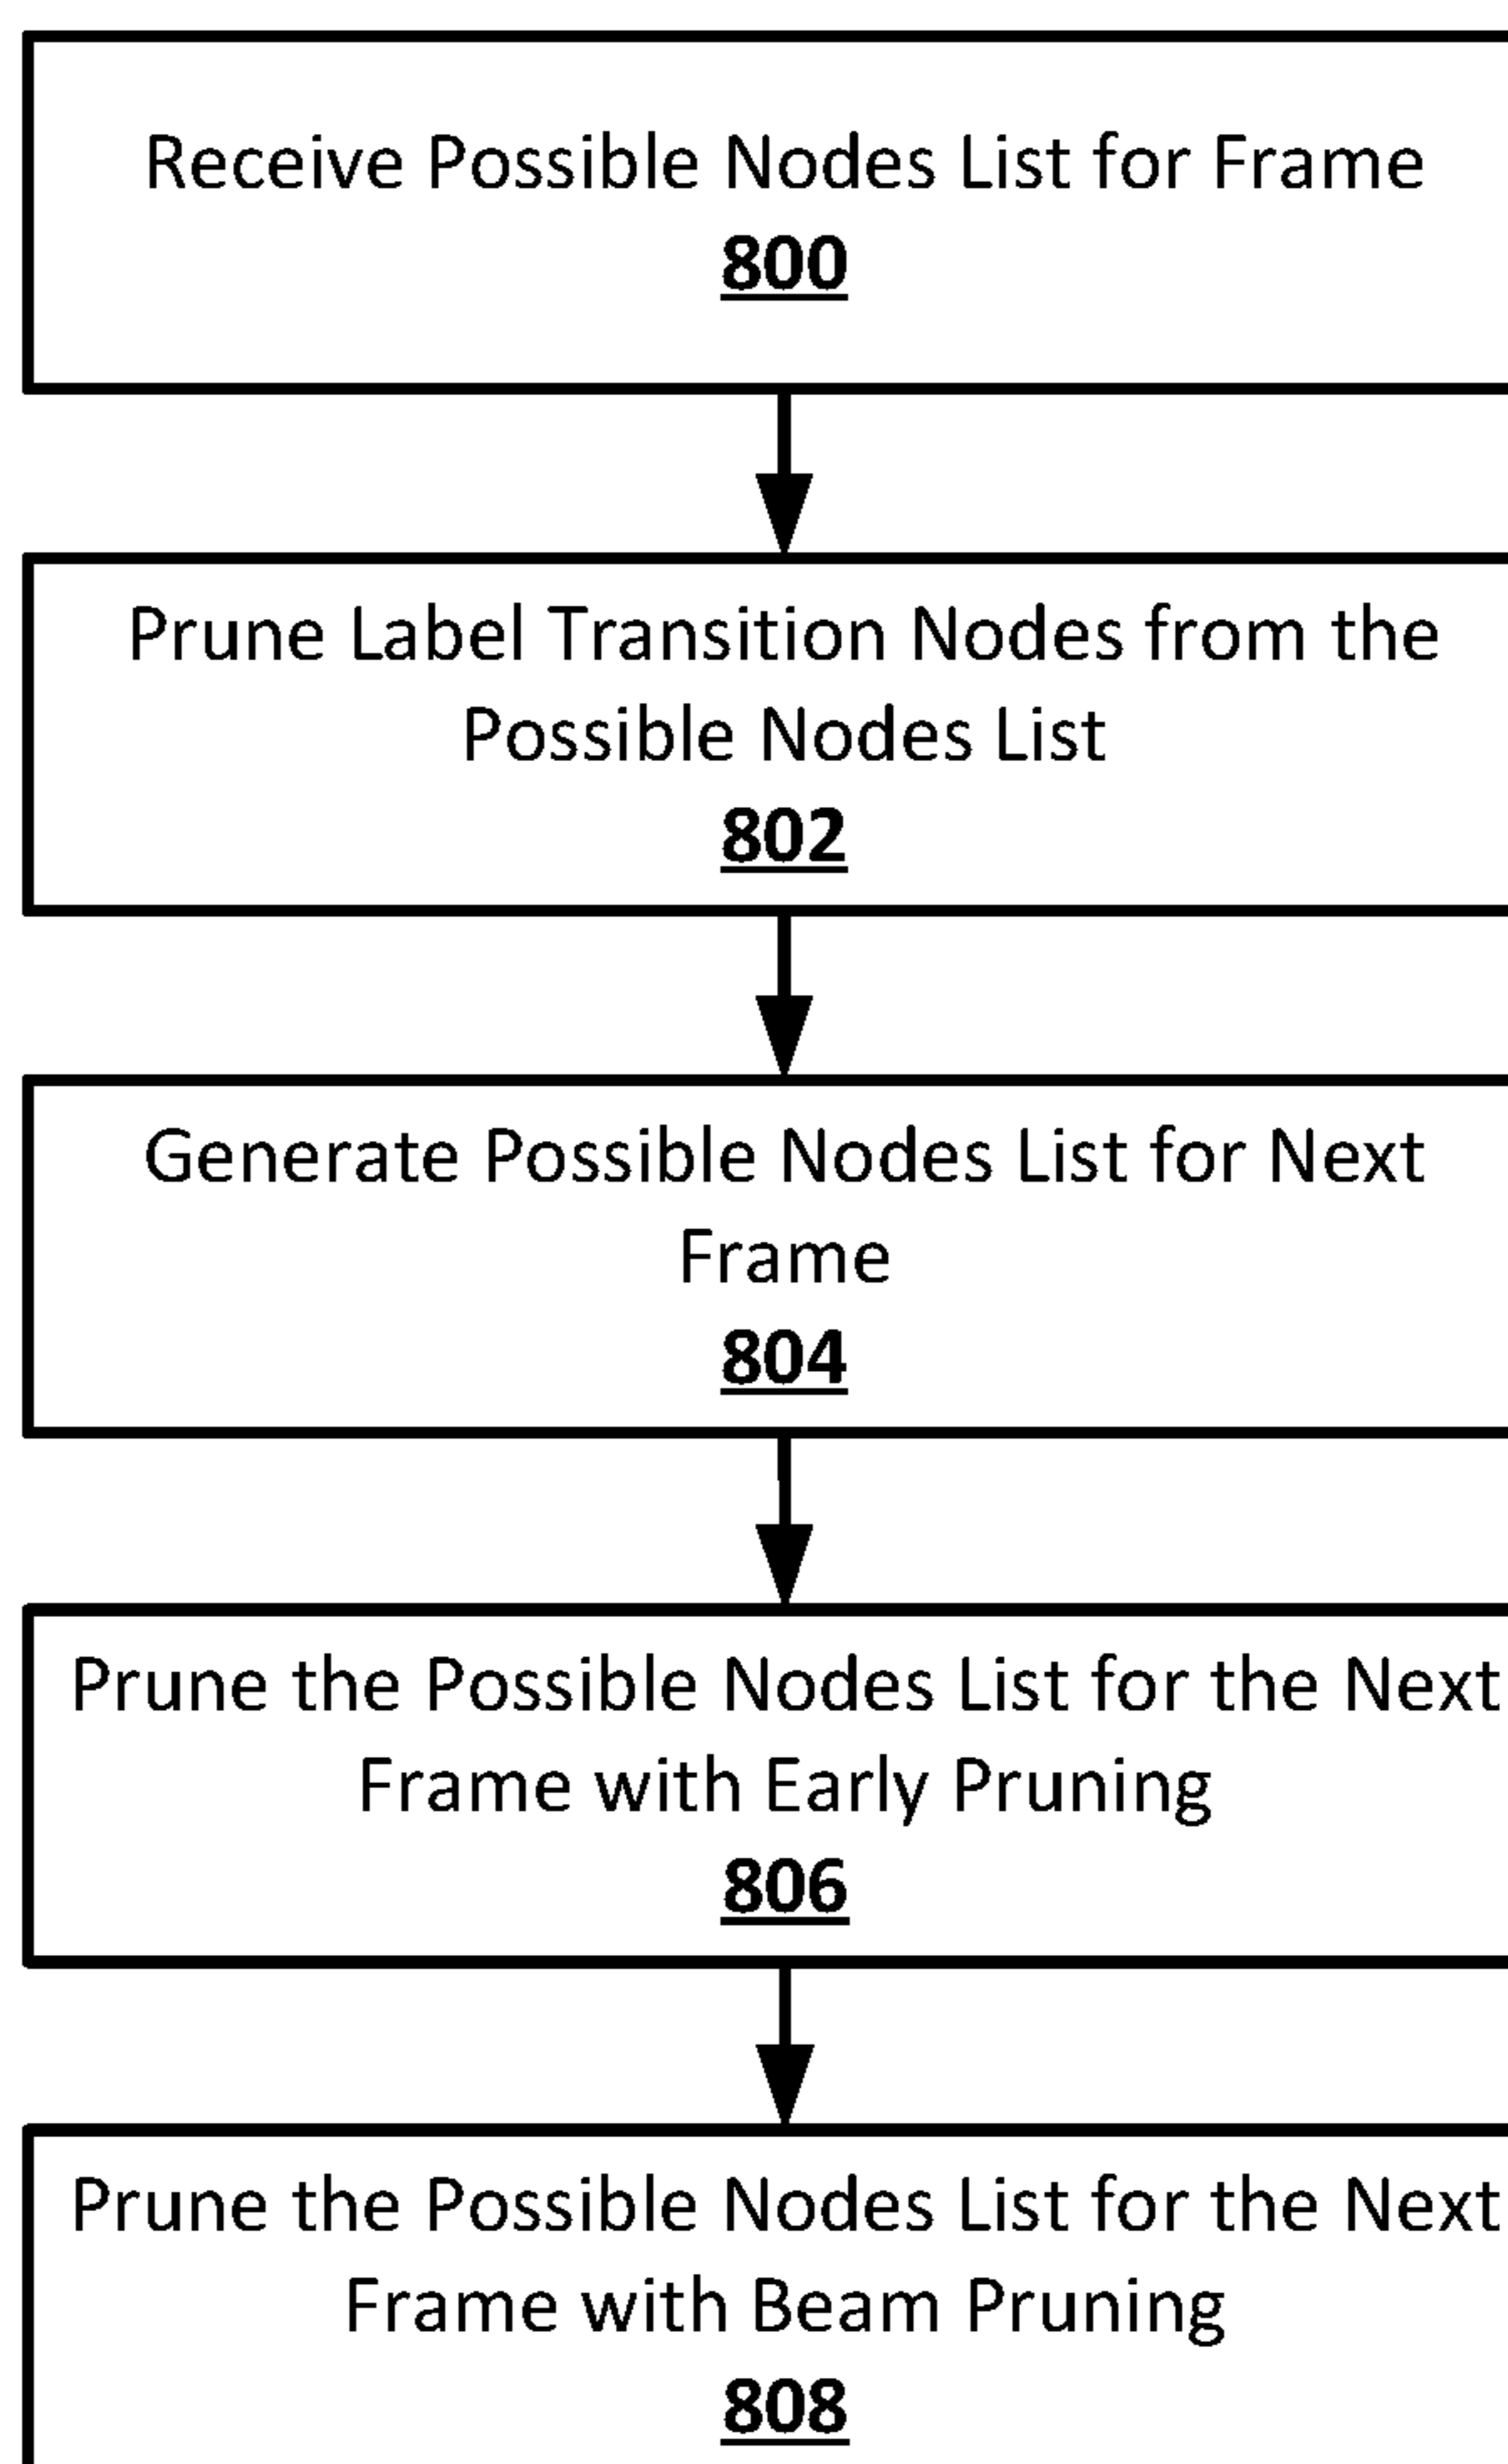 Receive Possible Nodes List for Frame
800
Prune Label Transition Nodes from the
Possible Nodes List
802
Generate Possible Nodes List for Next
Frame
804
Prune the Possible Nodes List for the Next
Frame with Early Pruning
806
Prune the Possible Nodes List for the Next
Frame with Beam Pruning
808